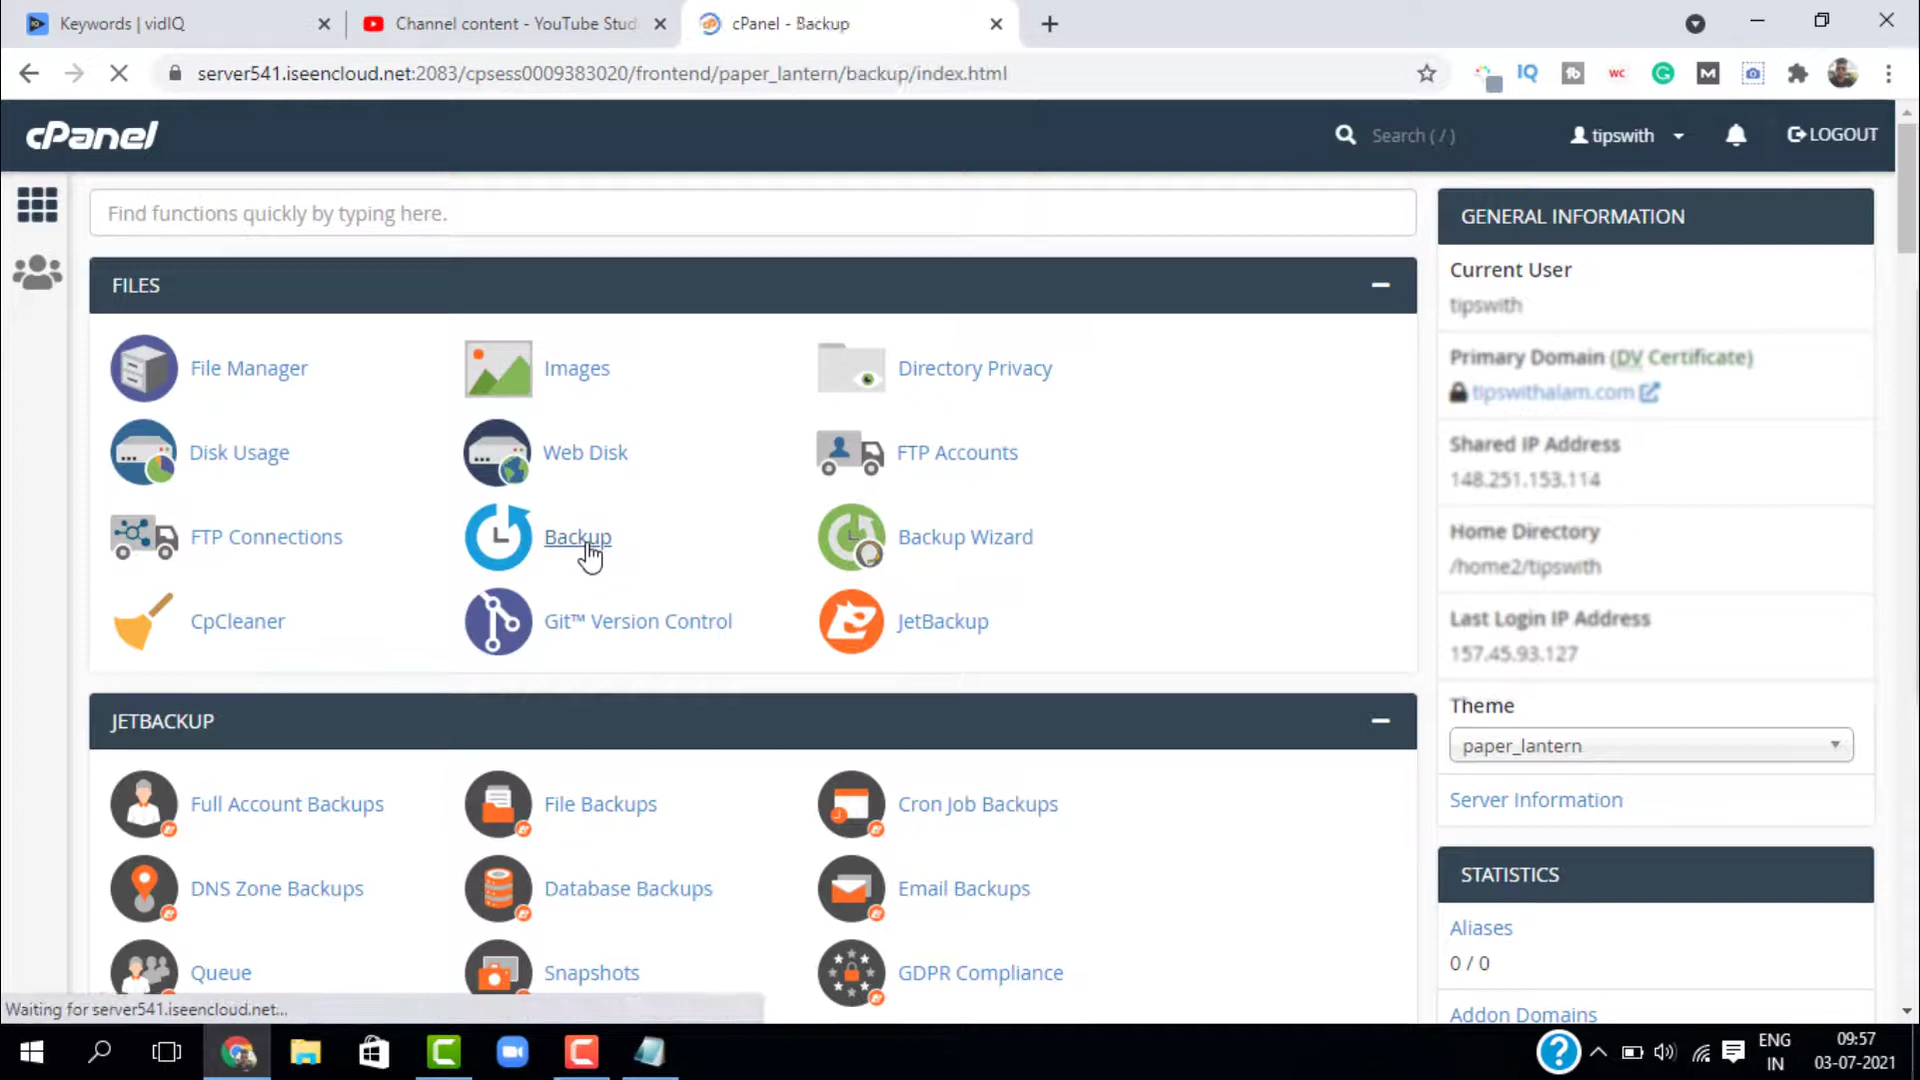 Keywords | vidIQ
Channel content - YouTube Stud
cPanel - Backup
server541.iseencloud.net:2083/cpsess0009383020/frontend/paper_lantern/backup/index.html
cPanel
Search ( / )
tipswith
LOGOUT
Find functions quickly by typing here.
FILES
File Manager
Images
Directory Privacy
Disk Usage
Web Disk
FTP Accounts
FTP Connections
Backup
Backup Wizard
CpCleaner
Git™ Version Control
JetBackup
JETBACKUP
Full Account Backups
File Backups
Cron Job Backups
DNS Zone Backups
Database Backups
Email Backups
Queue
Snapshots
GDPR Compliance
GENERAL INFORMATION
Current User
tipswith
Primary Domain (DV Certificate)
tipswithalam.com
Shared IP Address
148.251.153.114
Home Directory
/home2/tipswith
Last Login IP Address
157.45.93.127
Theme
paper_lantern
Server Information
STATISTICS
Aliases
0 / 0
Addon Domains
Waiting for server541.iseencloud.net...
ENG
IN
09:57
03-07-2021